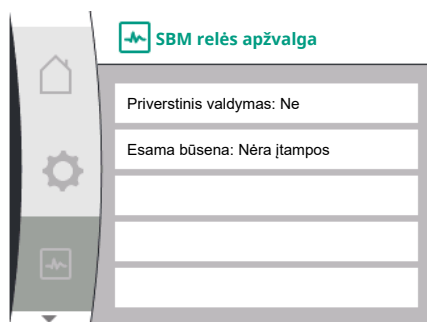 SBM relės apžvalga
Priverstinis valdymas: Ne
Esama būsena: Nėra įtampos